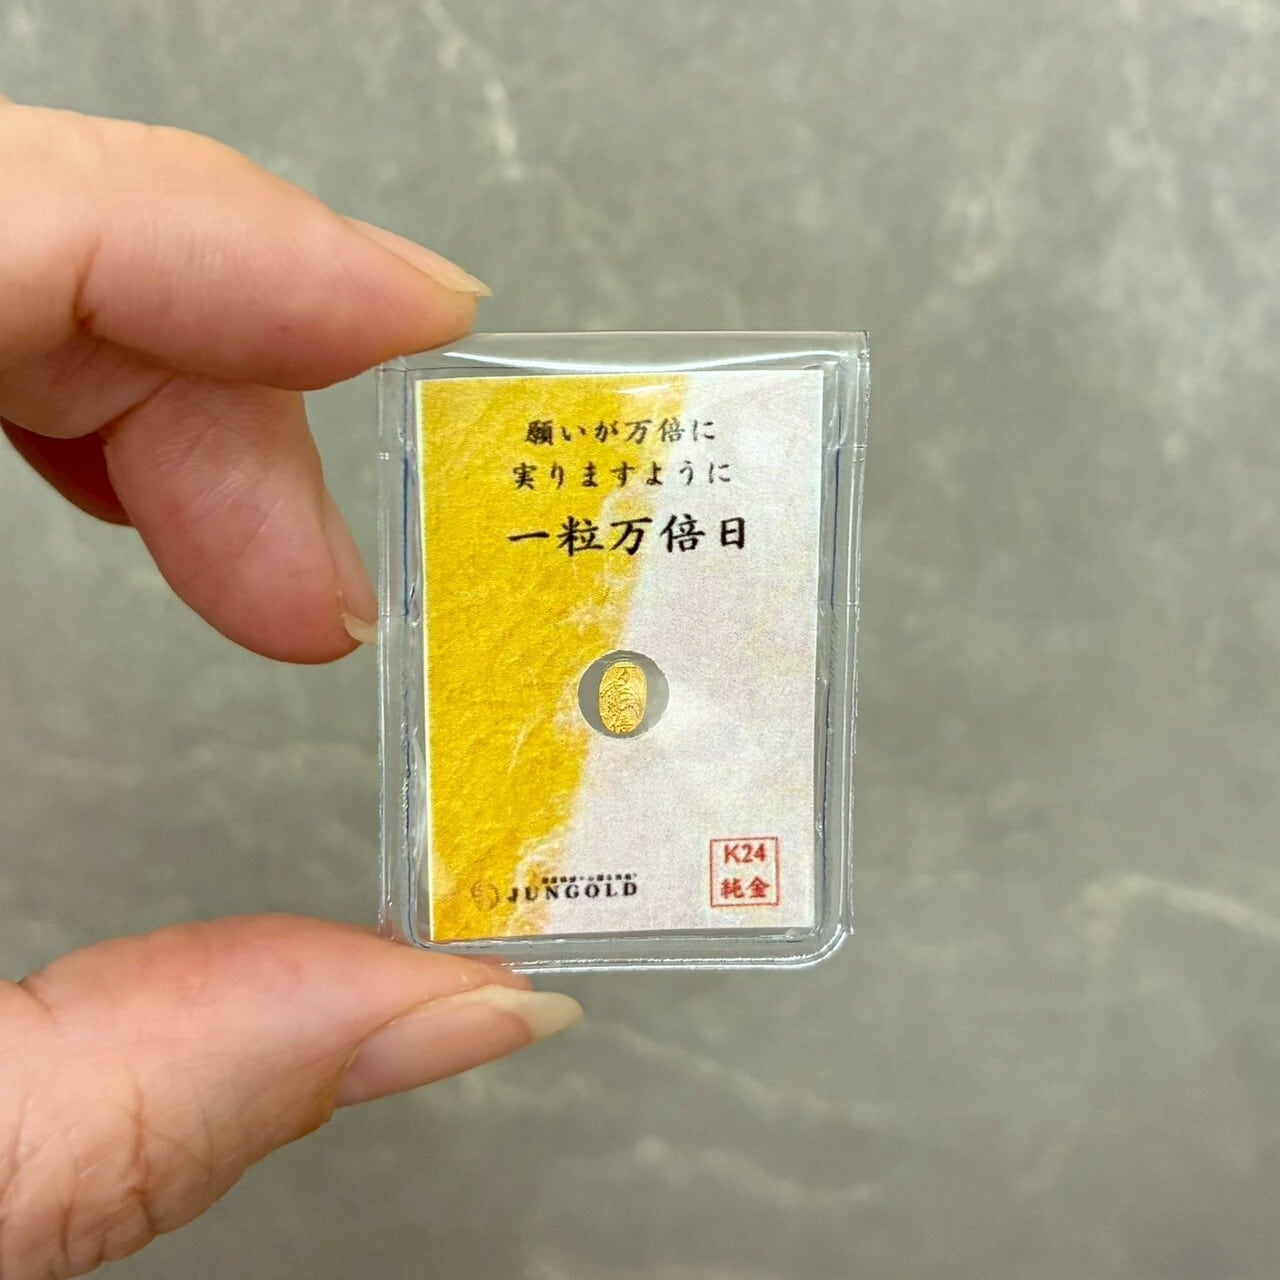 願いが万倍に
実りますように
一粒万倍日
JUNGOLD
K24
純金